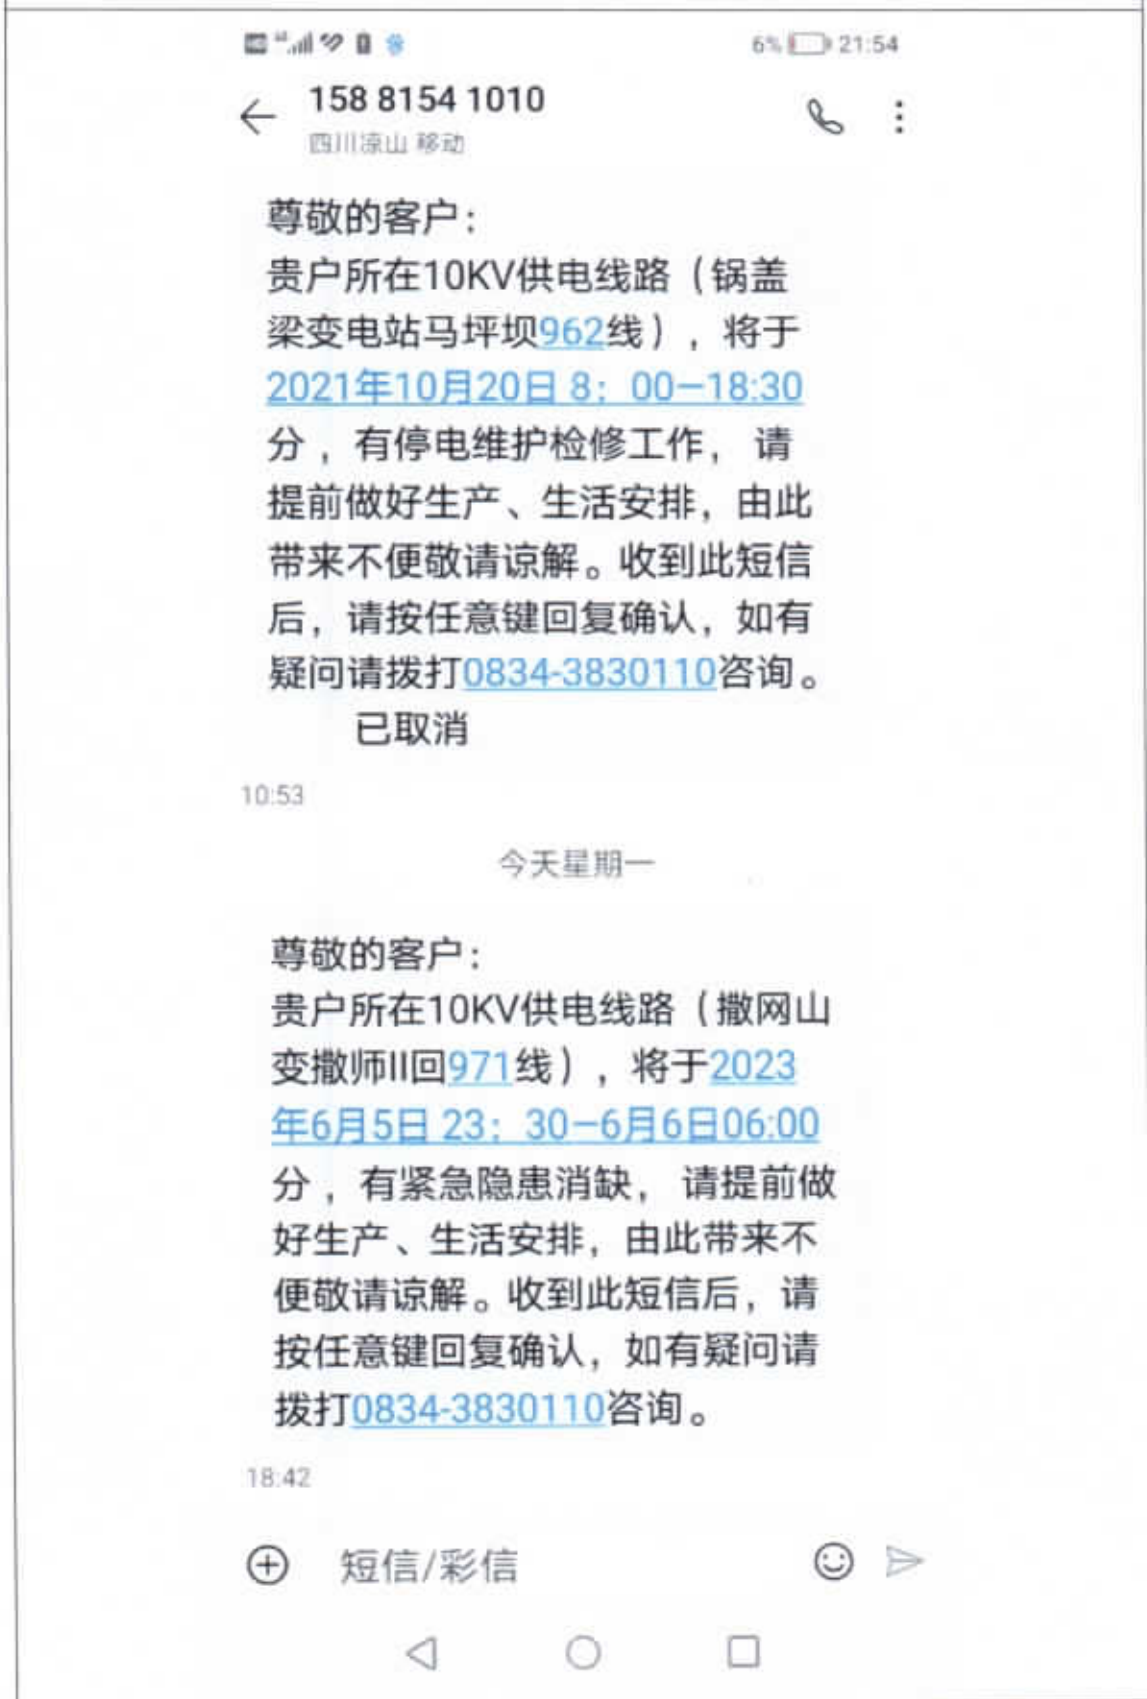 6% 21:54
158 8154 1010
四川凉山 移动
尊敬的客户:
贵户所在10KV供电线路（锅盖
梁变电站马坪坝962线），将于
2021年10月20日 8：00—18:30
分 ，有停电维护检修工作， 请
提前做好生产、生活安排，由此
带来不便敬请谅解。收到此短信
后，请按任意键回复确认，如有
疑问请拨打0834-3830110咨询。
已取消
10:53
今天星期一
尊敬的客户:
贵户所在10KV供电线路（撒网山
变撒师II回971线），将于2023
年6月5日 23：30—6月6日06:00
分 ，有紧急隐患消缺， 请提前做
好生产、生活安排，由此带来不
便敬请谅解。收到此短信后，请
按任意键回复确认，如有疑问请
拨打0834-3830110咨询。
18:42
短信/彩信